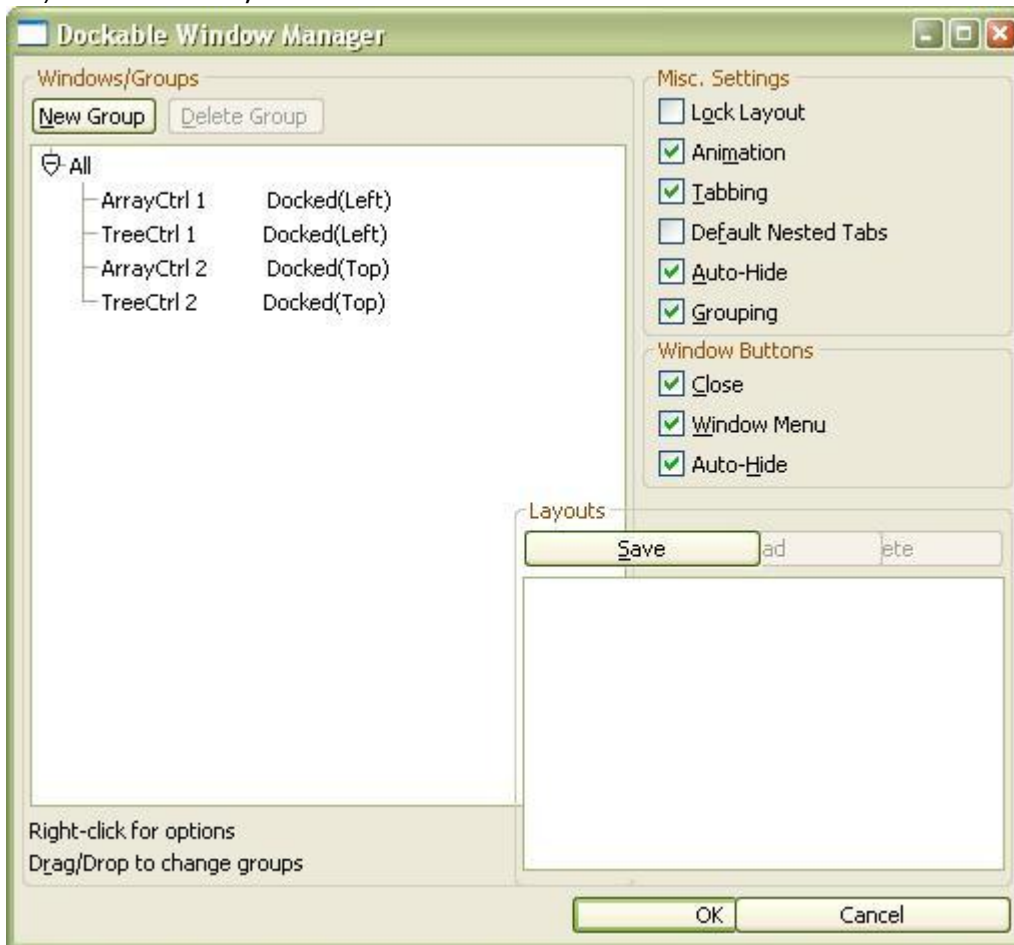 Dockable Window Manager
Windows/Groups
New Group
Delete Group
All
ArrayCtrl 1 Docked(Left)
TreeCtrl 1 Docked(Left)
ArrayCtrl 2 Docked(Top)
TreeCtrl 2 Docked(Top)
Right-click for options
Drag/Drop to change groups
Misc. Settings
Lock Layout
Animation
Tabbing
Default Nested Tabs
Auto-Hide
Grouping
Window Buttons
Close
Window Menu
Auto-Hide
Layouts
Save ad ete
OK Cancel